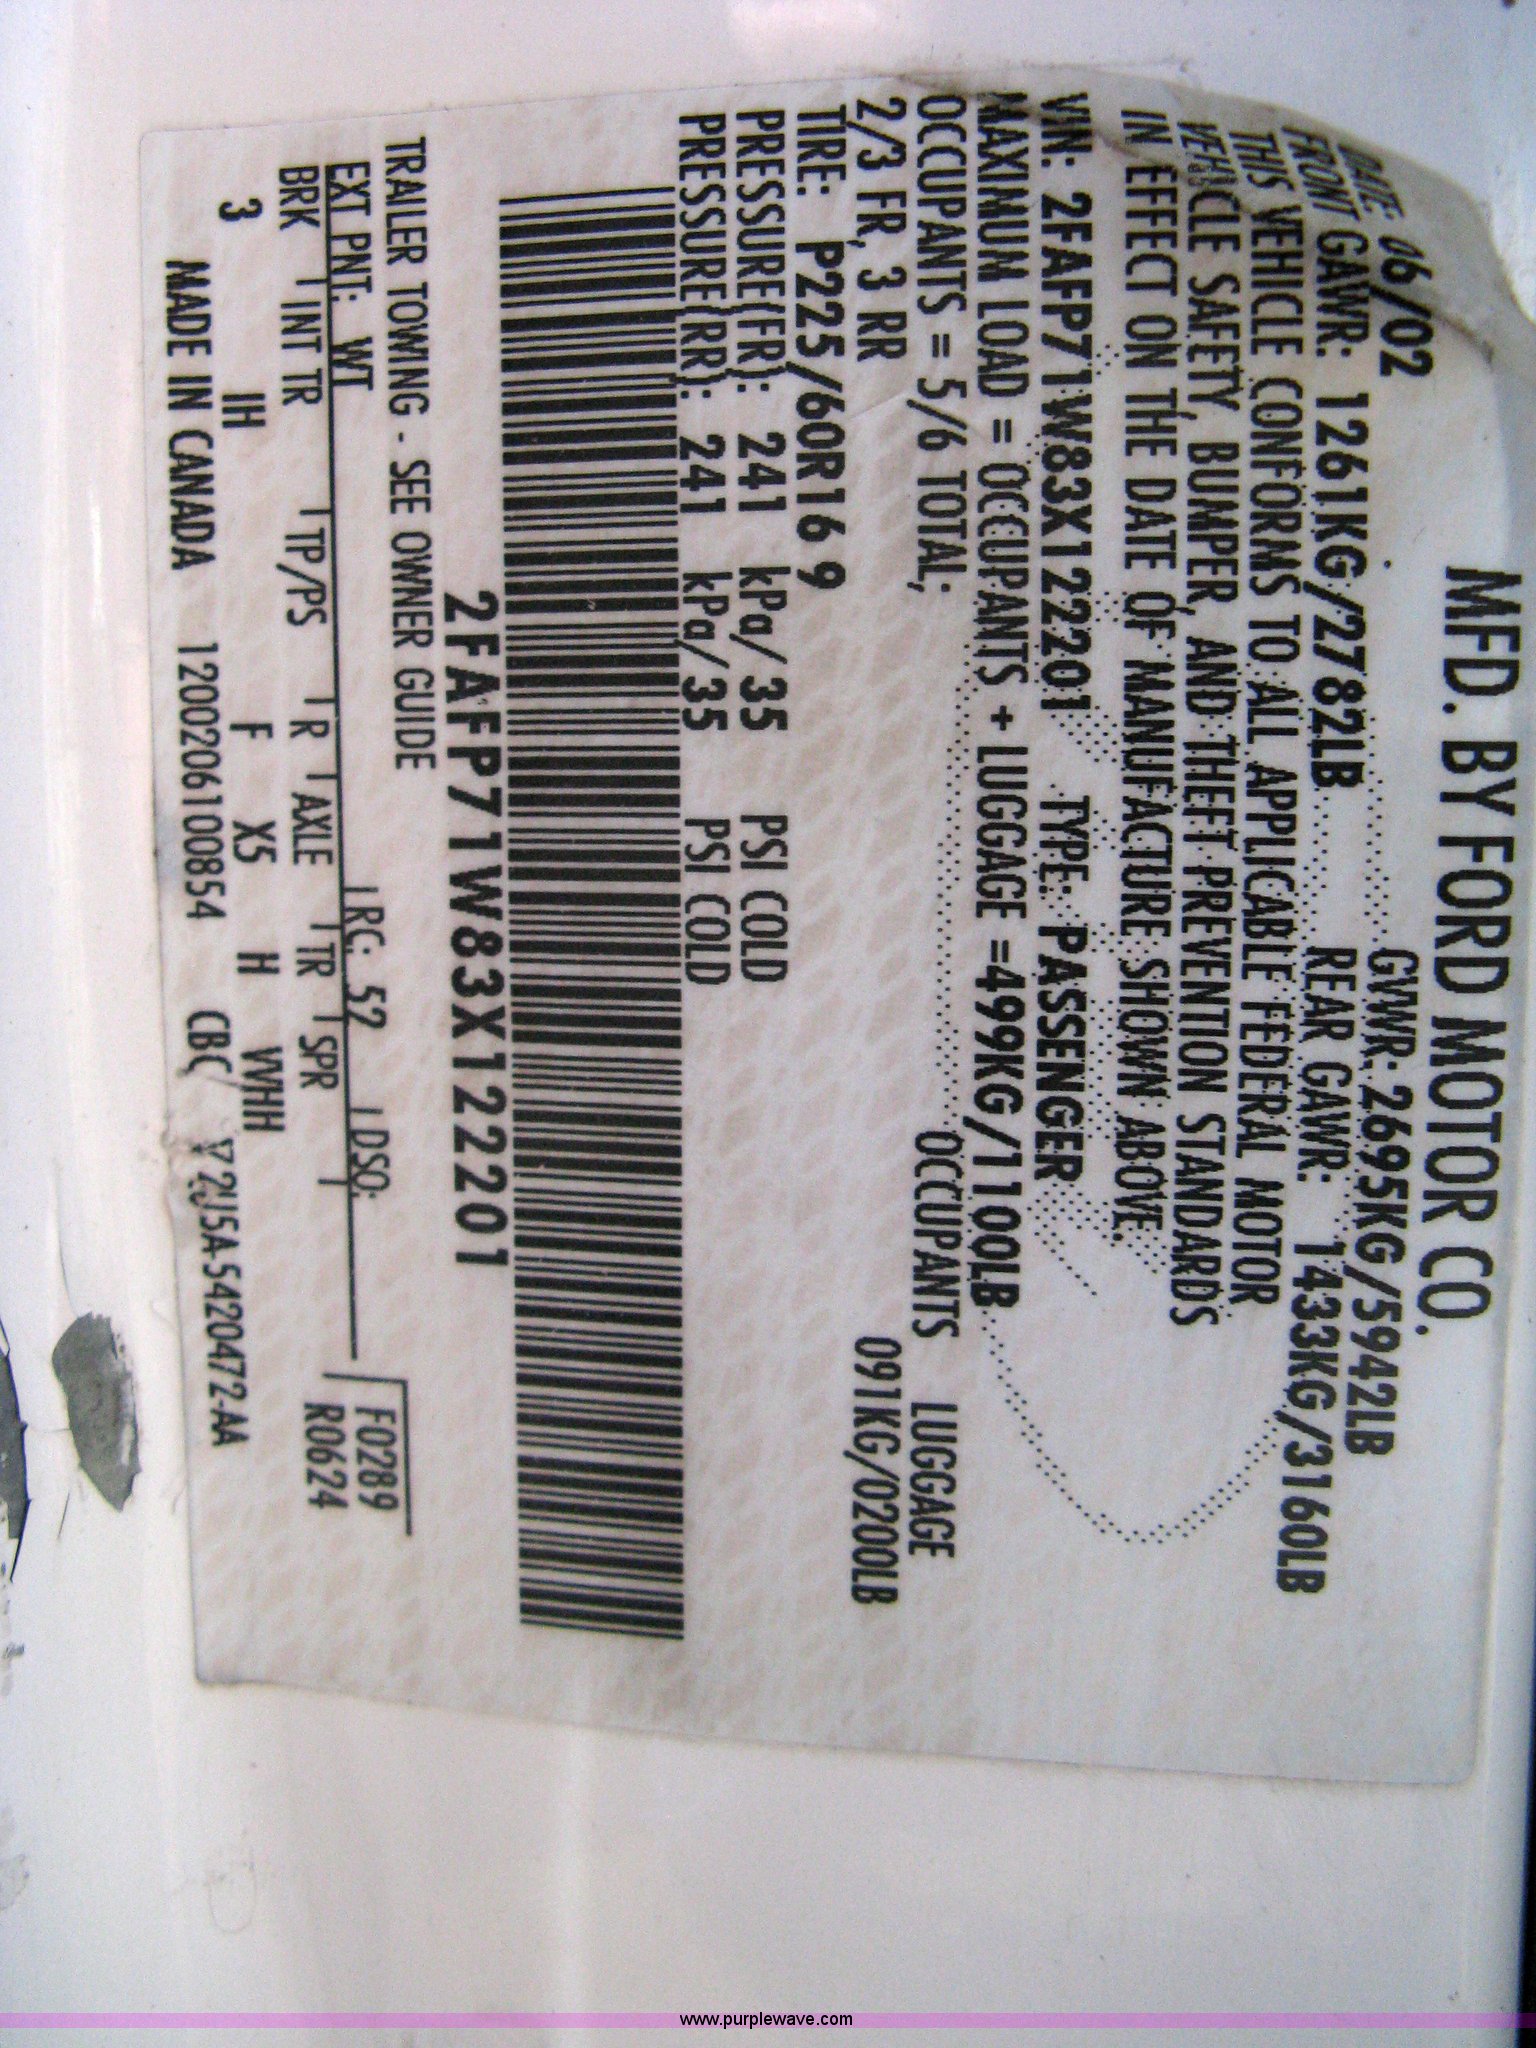 MFD. BY FORD MOTOR CO.
DATE: 06/02 GVWR: 2695KG/5942LB
FRONT GAWR: 1261KG/2782LB REAR GAWR: 1433KG/3160LB
THIS VEHICLE CONFORMS TO ALL APPLICABLE FEDERAL MOTOR
VEHICLE SAFETY, BUMPER, AND THEFT PREVENTION STANDARDS
IN EFFECT ON THE DATE OF MANUFACTURE SHOWN ABOVE.
VIN: 2FAFP71W83X122201 TYPE: PASSENGER
MAXIMUM LOAD = OCCUPANTS + LUGGAGE =499KG/1100LB
OCCUPANTS = 5/6 TOTAL; OCCUPANTS LUGGAGE
2/3 FR, 3 RR 091KG/0200LB
TIRE: P225/60R16 9
PRESSURE(FR): 241 kPa/ 35 PSI COLD
PRESSURE(RR): 241 kPa/ 35 PSI COLD
2FAFP71W83X122201
TRAILER TOWING - SEE OWNER GUIDE
F0289
EXT PNT: WT RC: 52 DSO:
R0624
BRK INT TR TP/PS R AXLE TR SPR
3 IH F X5 H VVHH
MADE IN CANADA 1200206100854 CBC ▽ 2U5A-5420472-AA
www.purplewave.com